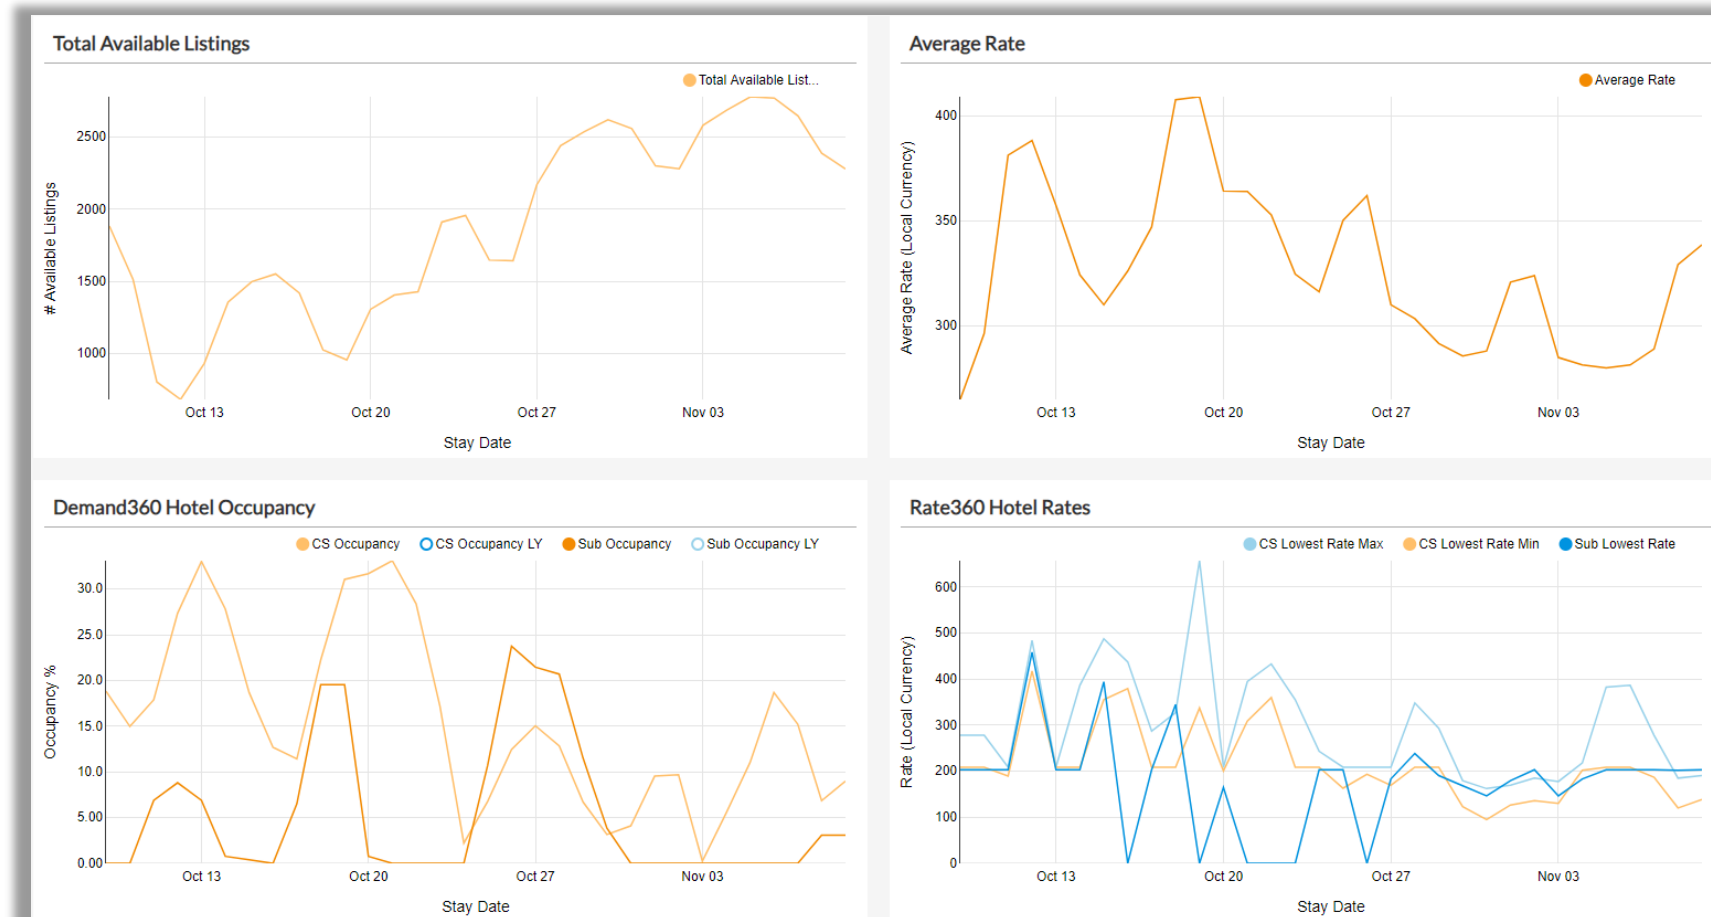 Total Available Listings
Total Available List...
# Available Listings
2500
2000
1500
1000
Oct 13
Oct 20
Oct 27
Nov 03
Stay Date
Average Rate
Average Rate
Average Rate (Local Currency)
400
350
300
Oct 13
Oct 20
Oct 27
Nov 03
Stay Date
Demand360 Hotel Occupancy
CS Occupancy
CS Occupancy LY
Sub Occupancy
Sub Occupancy LY
Occupancy %
30.0
25.0
20.0
15.0
10.0
5.00
0.00
Oct 13
Oct 20
Oct 27
Nov 03
Stay Date
Rate360 Hotel Rates
CS Lowest Rate Max
CS Lowest Rate Min
Sub Lowest Rate
Rate (Local Currency)
600
500
400
300
200
100
0
Oct 13
Oct 20
Oct 27
Nov 03
Stay Date